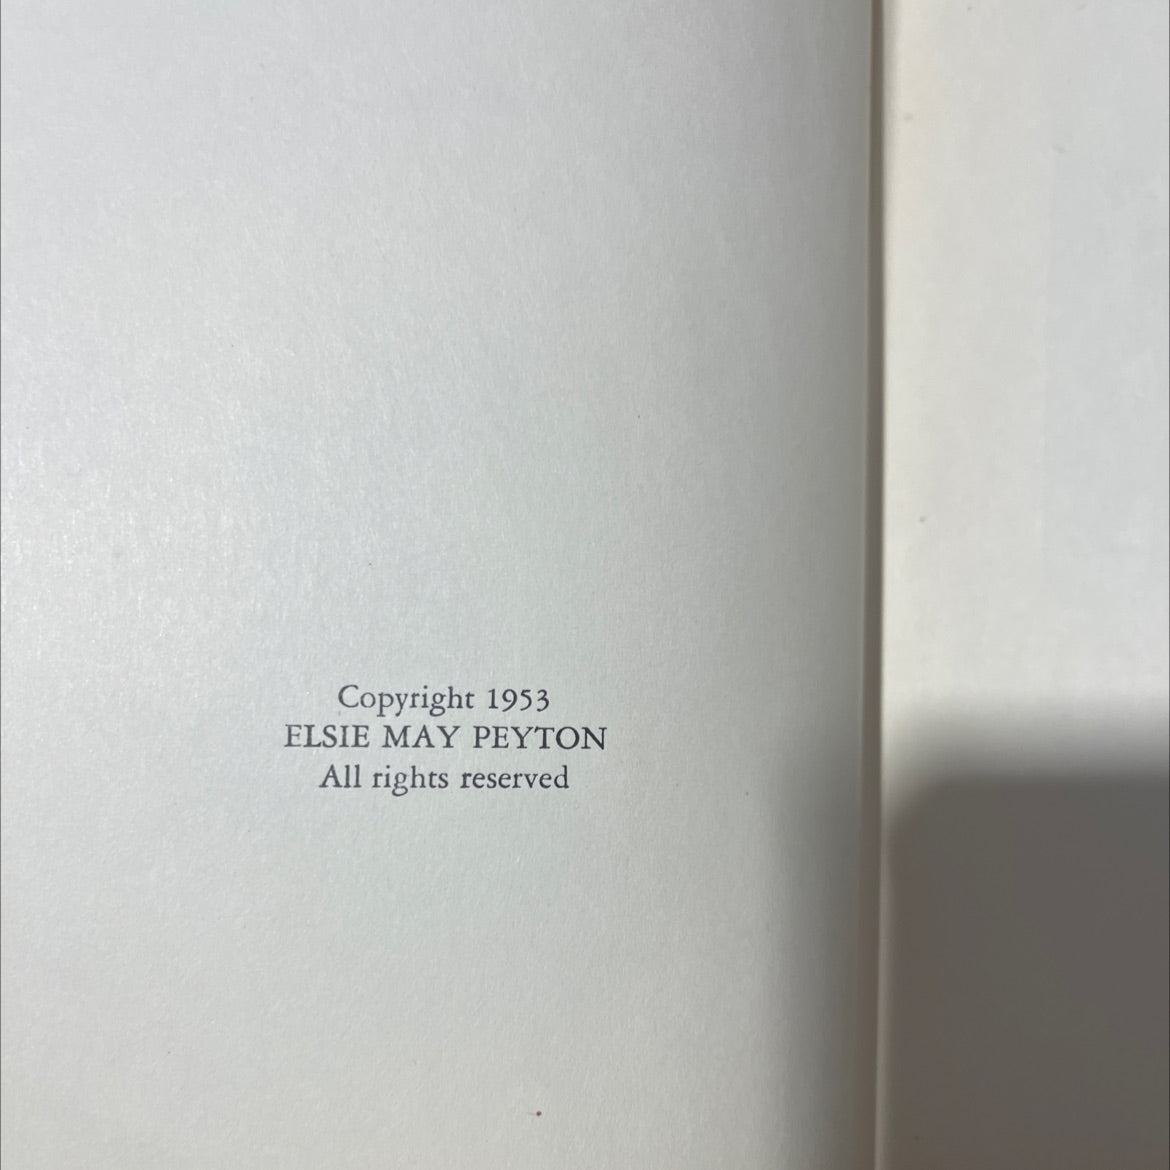 Copyright 1953
ELSIE MAY PEYTON
All rights reserved